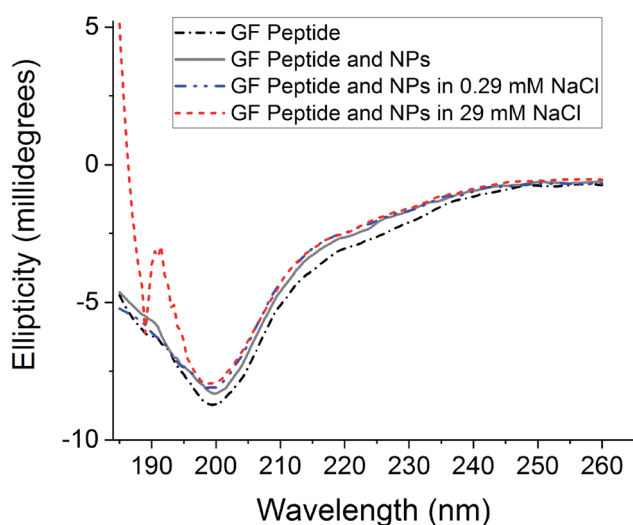 GF Peptide
GF Peptide and NPs
GF Peptide and NPs in 0.29 mM NaCl
GF Peptide and NPs in 29 mM NaCl
5
0
-5
-10
Ellipticity (millidegrees)
190 200 210 220 230 240 250 260
Wavelength (nm)